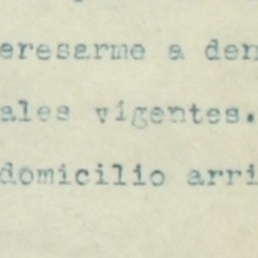 eresarme a den
ales vigentes.
domicilio arri